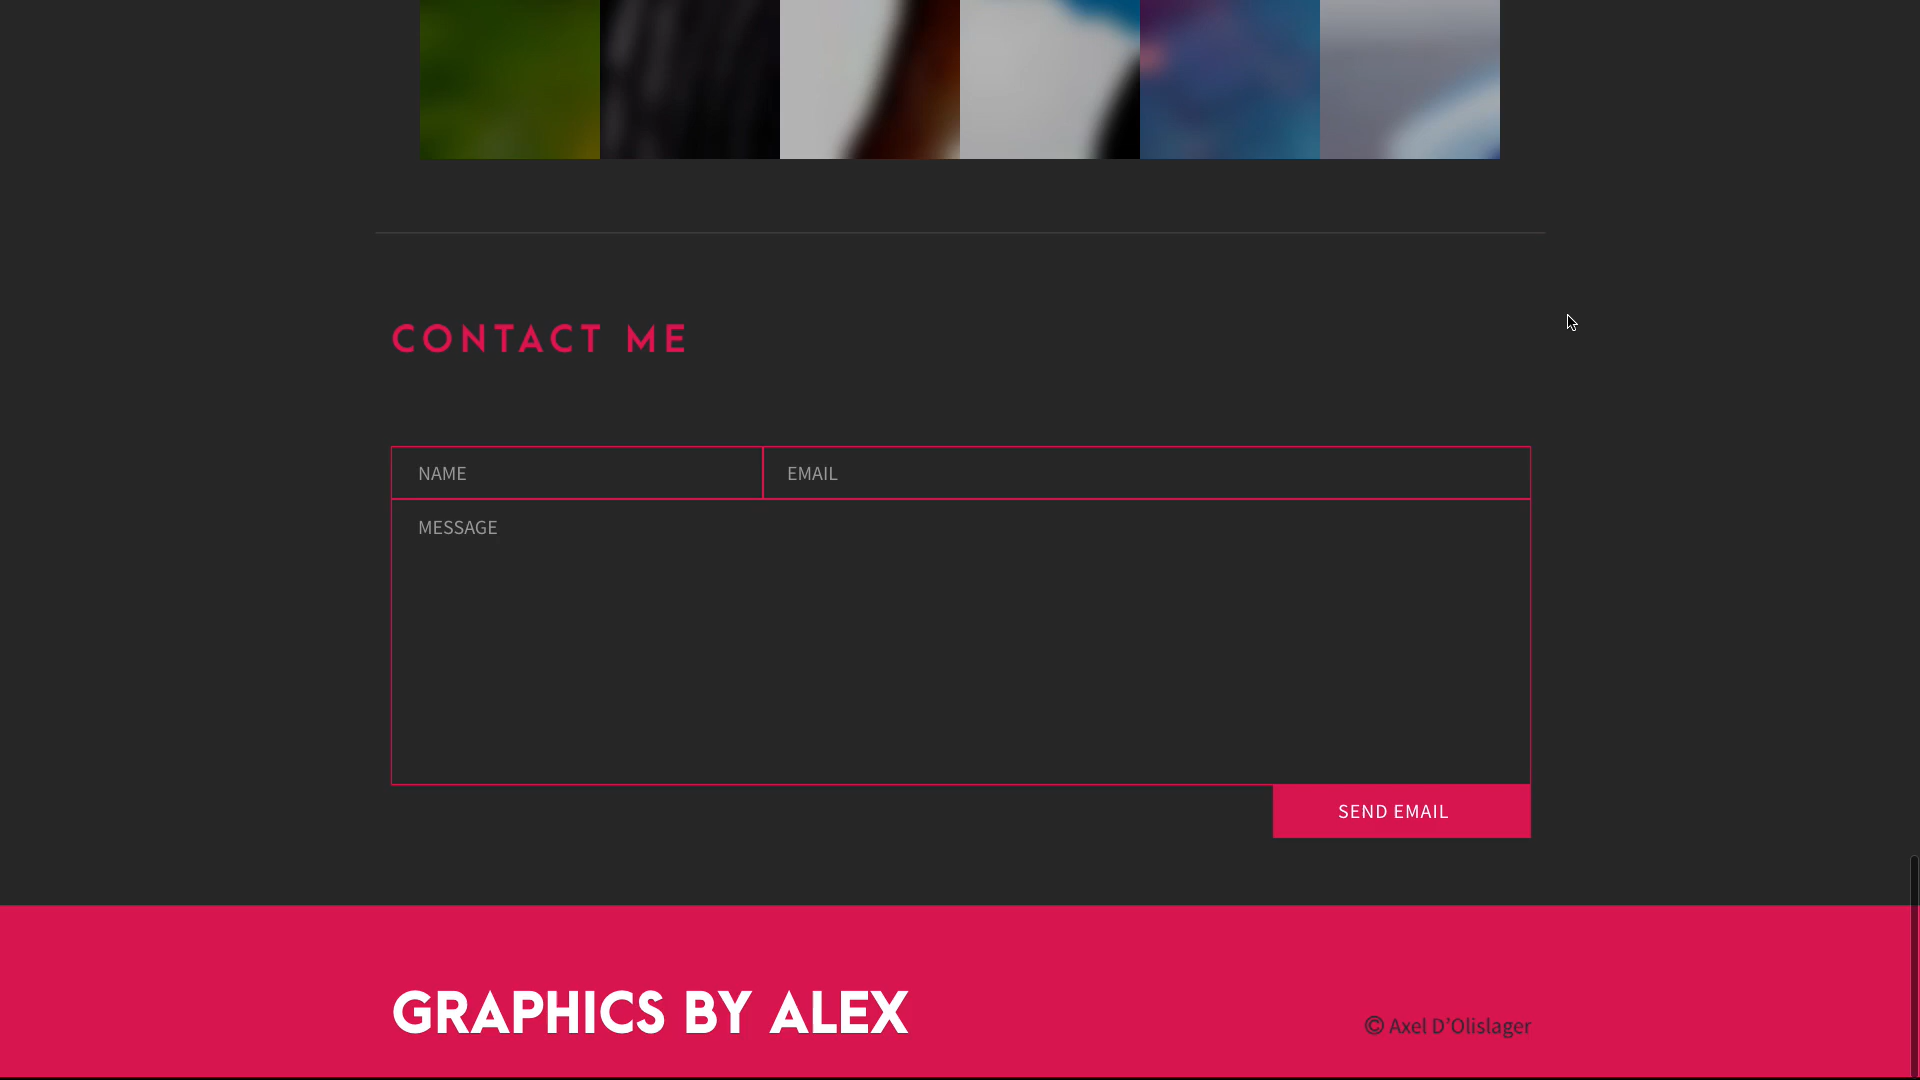 CONTACT ME
NAME
EMAIL
MESSAGE
SEND EMAIL
GRAPHICS BY ALEX
© Axel D’Olislager